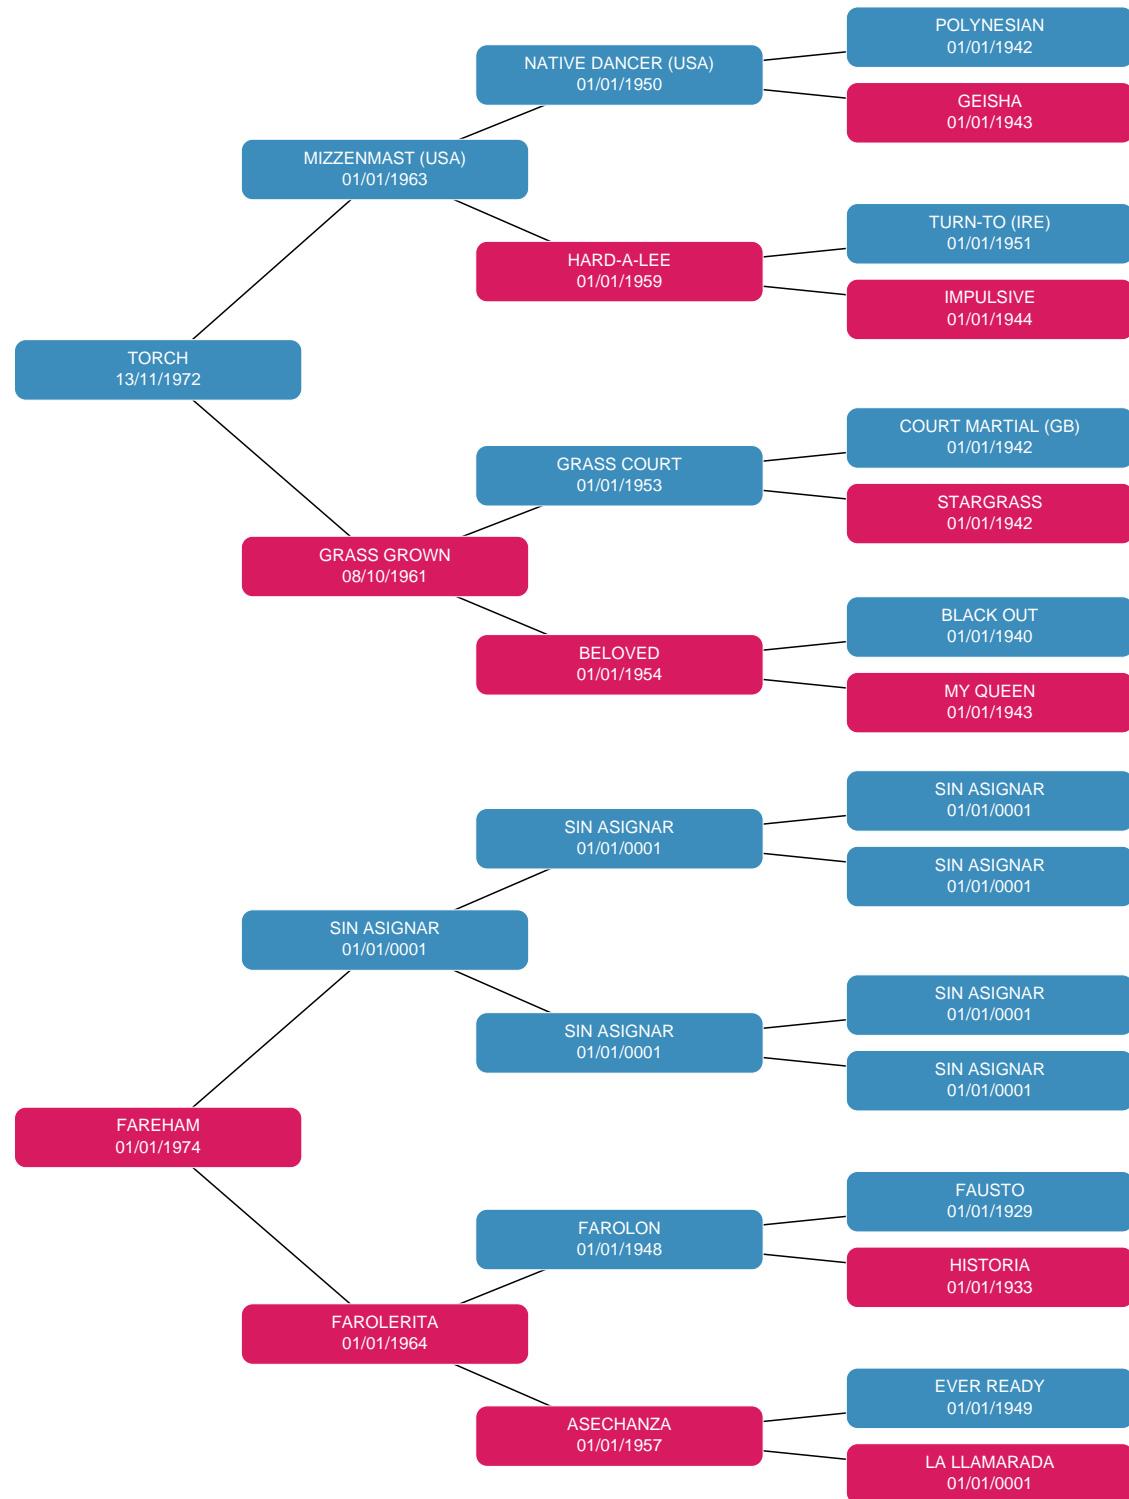 POLYNESIAN
01/01/1942
NATIVE DANCER (USA)
01/01/1950
GEISHA
01/01/1943
MIZZENMAST (USA)
01/01/1963
TURN-TO (IRE)
01/01/1951
HARD-A-LEE
01/01/1959
IMPULSIVE
01/01/1944
TORCH
13/11/1972
COURT MARTIAL (GB)
01/01/1942
GRASS COURT
01/01/1953
STARGRASS
01/01/1942
GRASS GROWN
08/10/1961
BLACK OUT
01/01/1940
BELOVED
01/01/1954
MY QUEEN
01/01/1943
SIN ASIGNAR
01/01/0001
SIN ASIGNAR
01/01/0001
SIN ASIGNAR
01/01/0001
SIN ASIGNAR
01/01/0001
SIN ASIGNAR
01/01/0001
SIN ASIGNAR
01/01/0001
SIN ASIGNAR
01/01/0001
FAREHAM
01/01/1974
FAUSTO
01/01/1929
FAROLON
01/01/1948
HISTORIA
01/01/1933
FAROLERITA
01/01/1964
EVER READY
01/01/1949
ASECHANZA
01/01/1957
LA LLAMARADA
01/01/0001